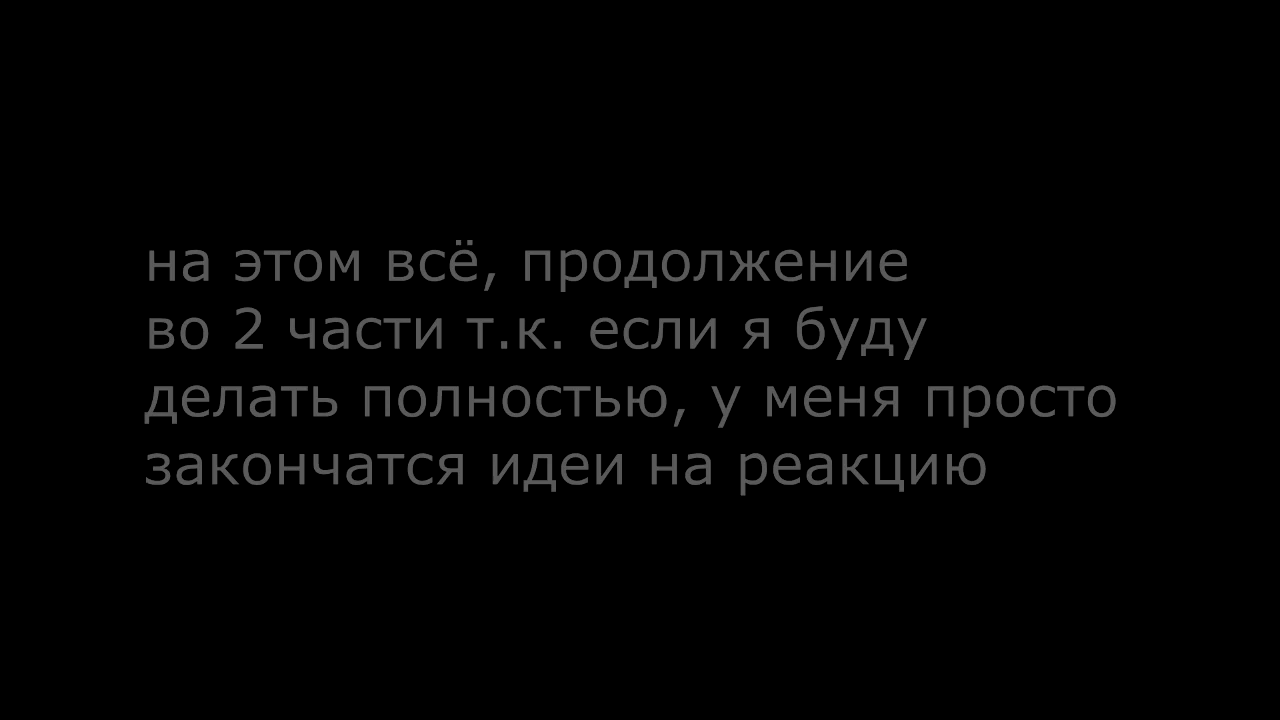 на этом всё, продолжение
во 2 части т.к. если я буду
делать полностью, у меня просто
закончатся идеи на реакцию